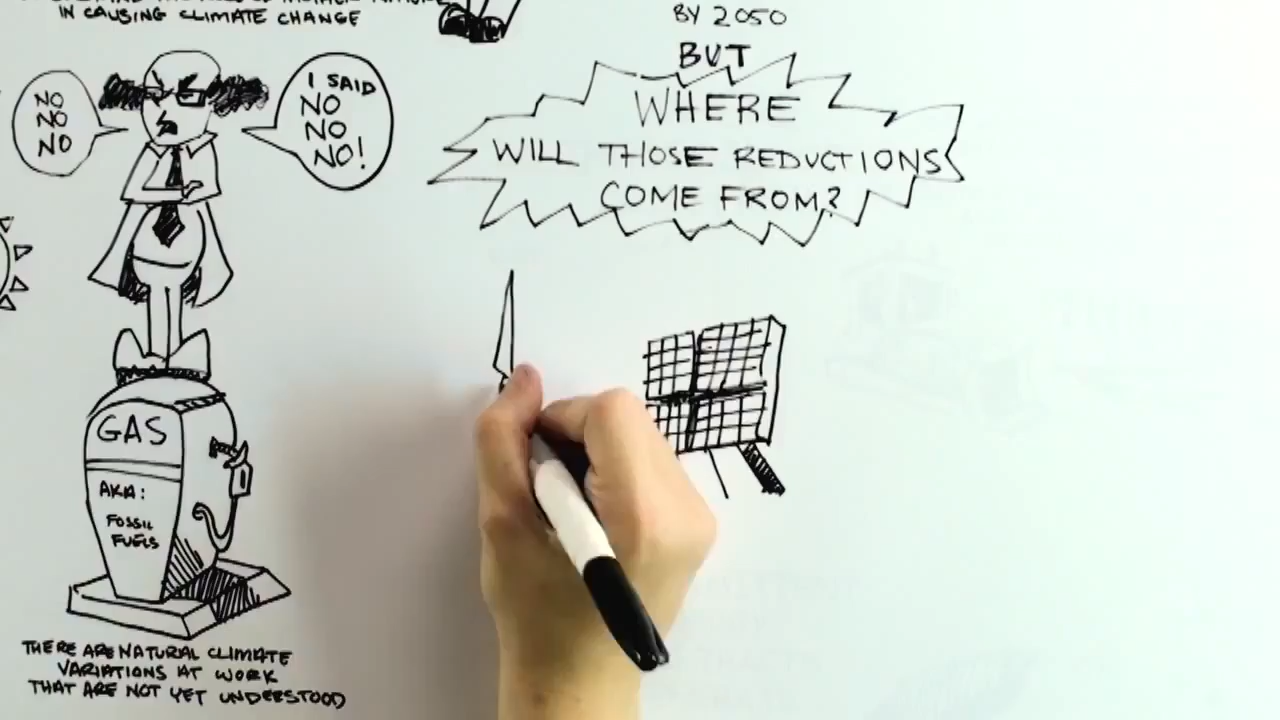 IN CAUSING CLIMATE CHANGE
NO
NO
NO
I SAID
NO
NO
NO!
GAS
AKA:
FOSSIL
FUELS
THERE ARE NATURAL CLIMATE
VARIATIONS AT WORK
THAT ARE NOT YET UNDERSTOOD
BY 2050
BUT
WHERE
WILL THOSE REDUCTIONS
COME FROM?